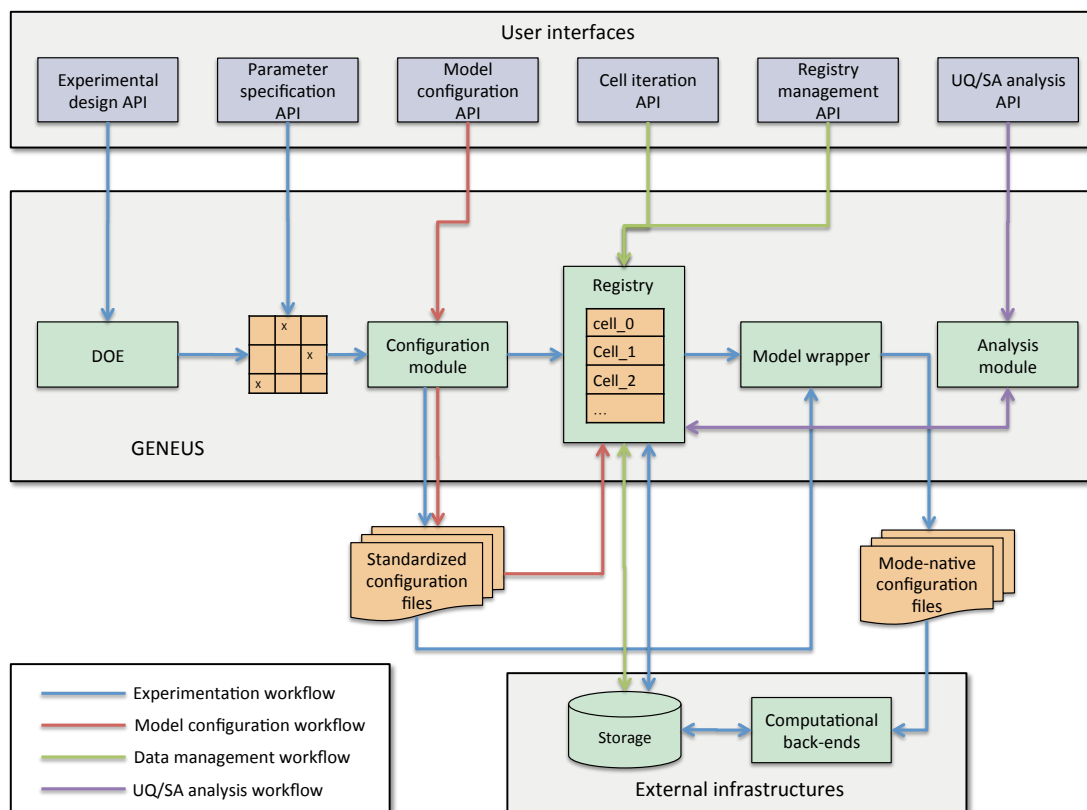 User interfaces
Experimental
design API
Parameter
specification
API
Model
configuration
API
Cell iteration
API
Registry
management
API
UQ/SA analysis
API
DOE
x
x
x
Configuration
module
Registry
cell_0
Cell_1
Cell_2
...
Model wrapper
Analysis
module
GENEUS
Standardized
configuration
files
Mode-native
configuration
files
Experimentation workflow
Model configuration workflow
Data management workflow
UQ/SA analysis workflow
Storage
Computational
back-ends
External infrastructures